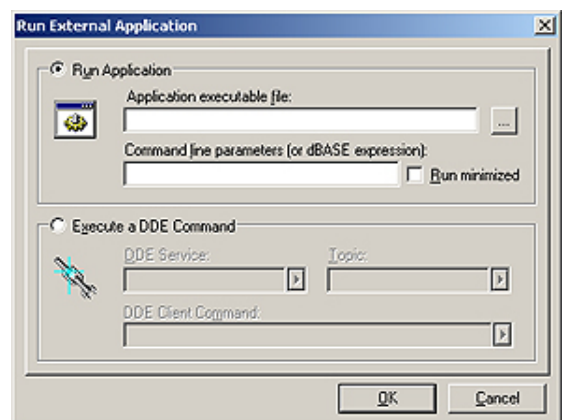 Run External Application
Run Application
Application executable file:
...
Command line parameters (or dBASE expression):
Run minimized
Execute a DDE Command
DDE Service:
Topic:
DDE Client Command:
OK
Cancel